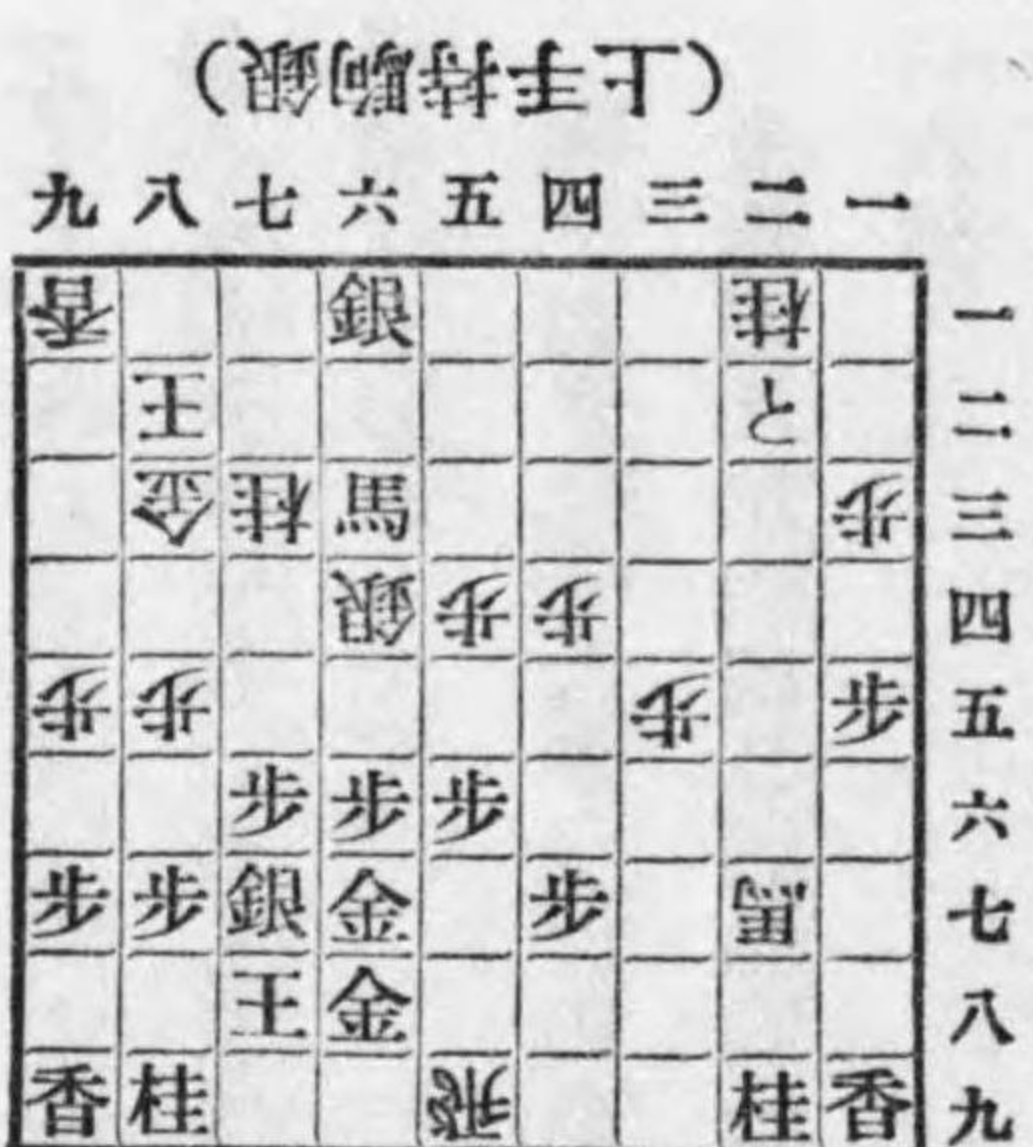 (上手持駒銀)
九八七六五四三二一
香銀桂一
王と二
金桂馬歩三
銀歩歩四
歩歩歩歩五
歩歩歩六
歩歩銀金歩馬七
王金八
香桂飛桂香九